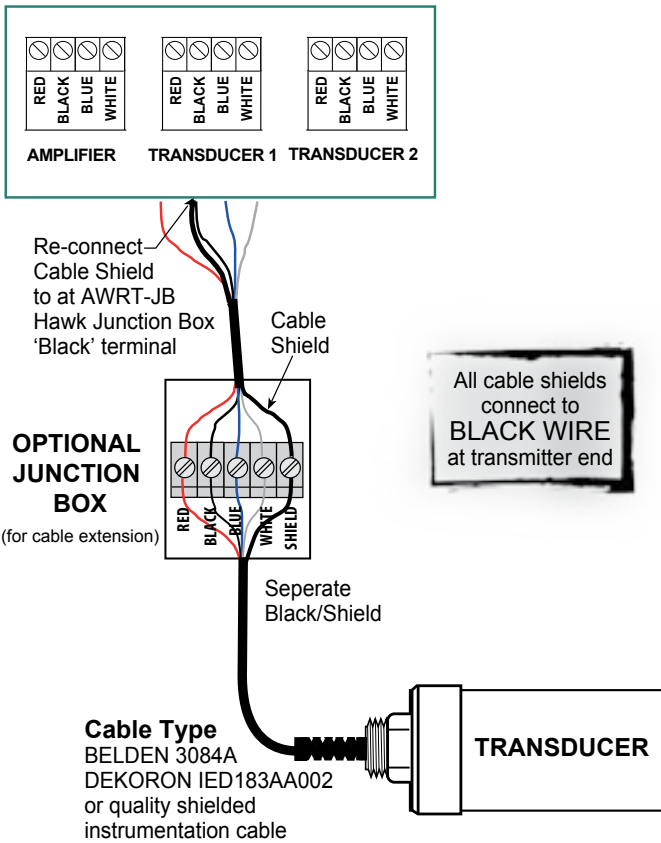 RED BLACK BLUE WHITE
RED BLACK BLUE WHITE
RED BLACK BLUE WHITE
AMPLIFIER
TRANSDUCER 1
TRANSDUCER 2
Re-connect
Cable Shield
to at AWRT-JB
Hawk Junction Box
‘Black’ terminal
Cable
Shield
All cable shields
connect to
BLACK WIRE
at transmitter end
OPTIONAL
JUNCTION
BOX
(for cable extension)
RED BLACK BLUE WHITE SHIELD
Seperate
Black/Shield
Cable Type
BELDEN 3084A
DEKORON IED183AA002
or quality shielded
instrumentation cable
TRANSDUCER